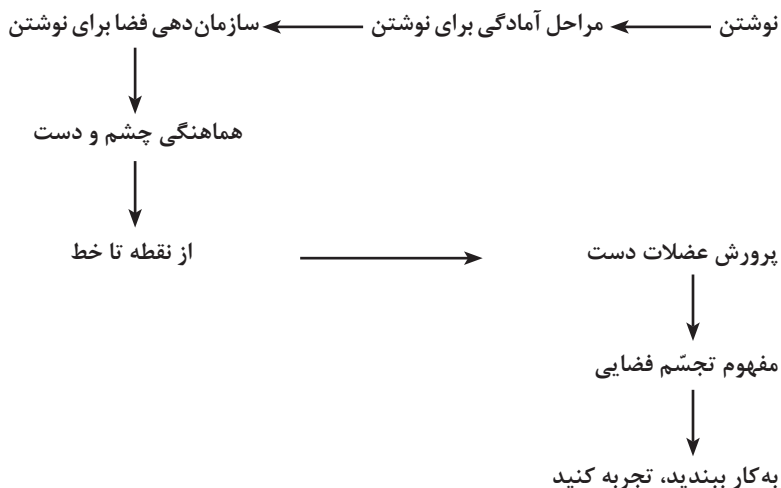 نوشتن
مراحل آمادگی برای نوشتن
سازمان‌دهی فضا برای نوشتن
هماهنگی چشم و دست
از نقطه تا خط
پرورش عضلات دست
مفهوم تجسّم فضایی
به‌کار ببندید، تجربه کنید